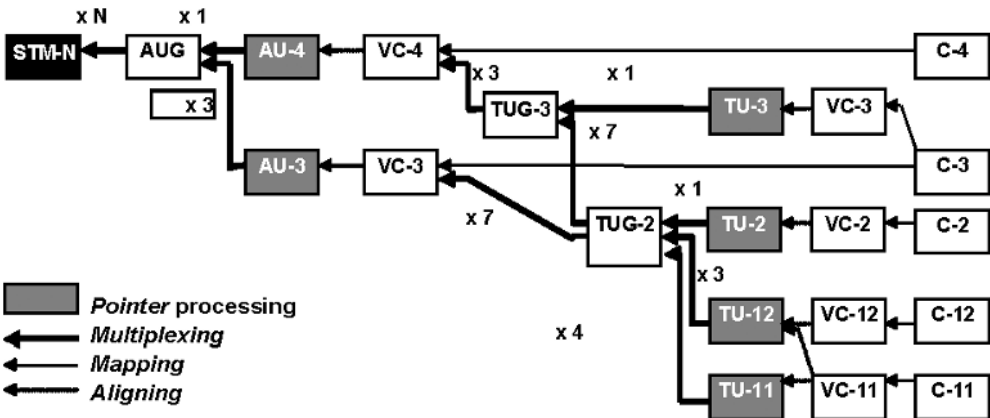 x N x 1
STM-N AUG AU-4 VC-4 C-4
x 3 x 1
x 3 TUG-3 TU-3 VC-3
x 7
AU-3 VC-3 C-3
x 1
x 7 TUG-2 TU-2 VC-2 C-2
x 3
Pointer processing
TU-12 VC-12 C-12
Multiplexing
x 4
Mapping
Aligning
TU-11 VC-11 C-11